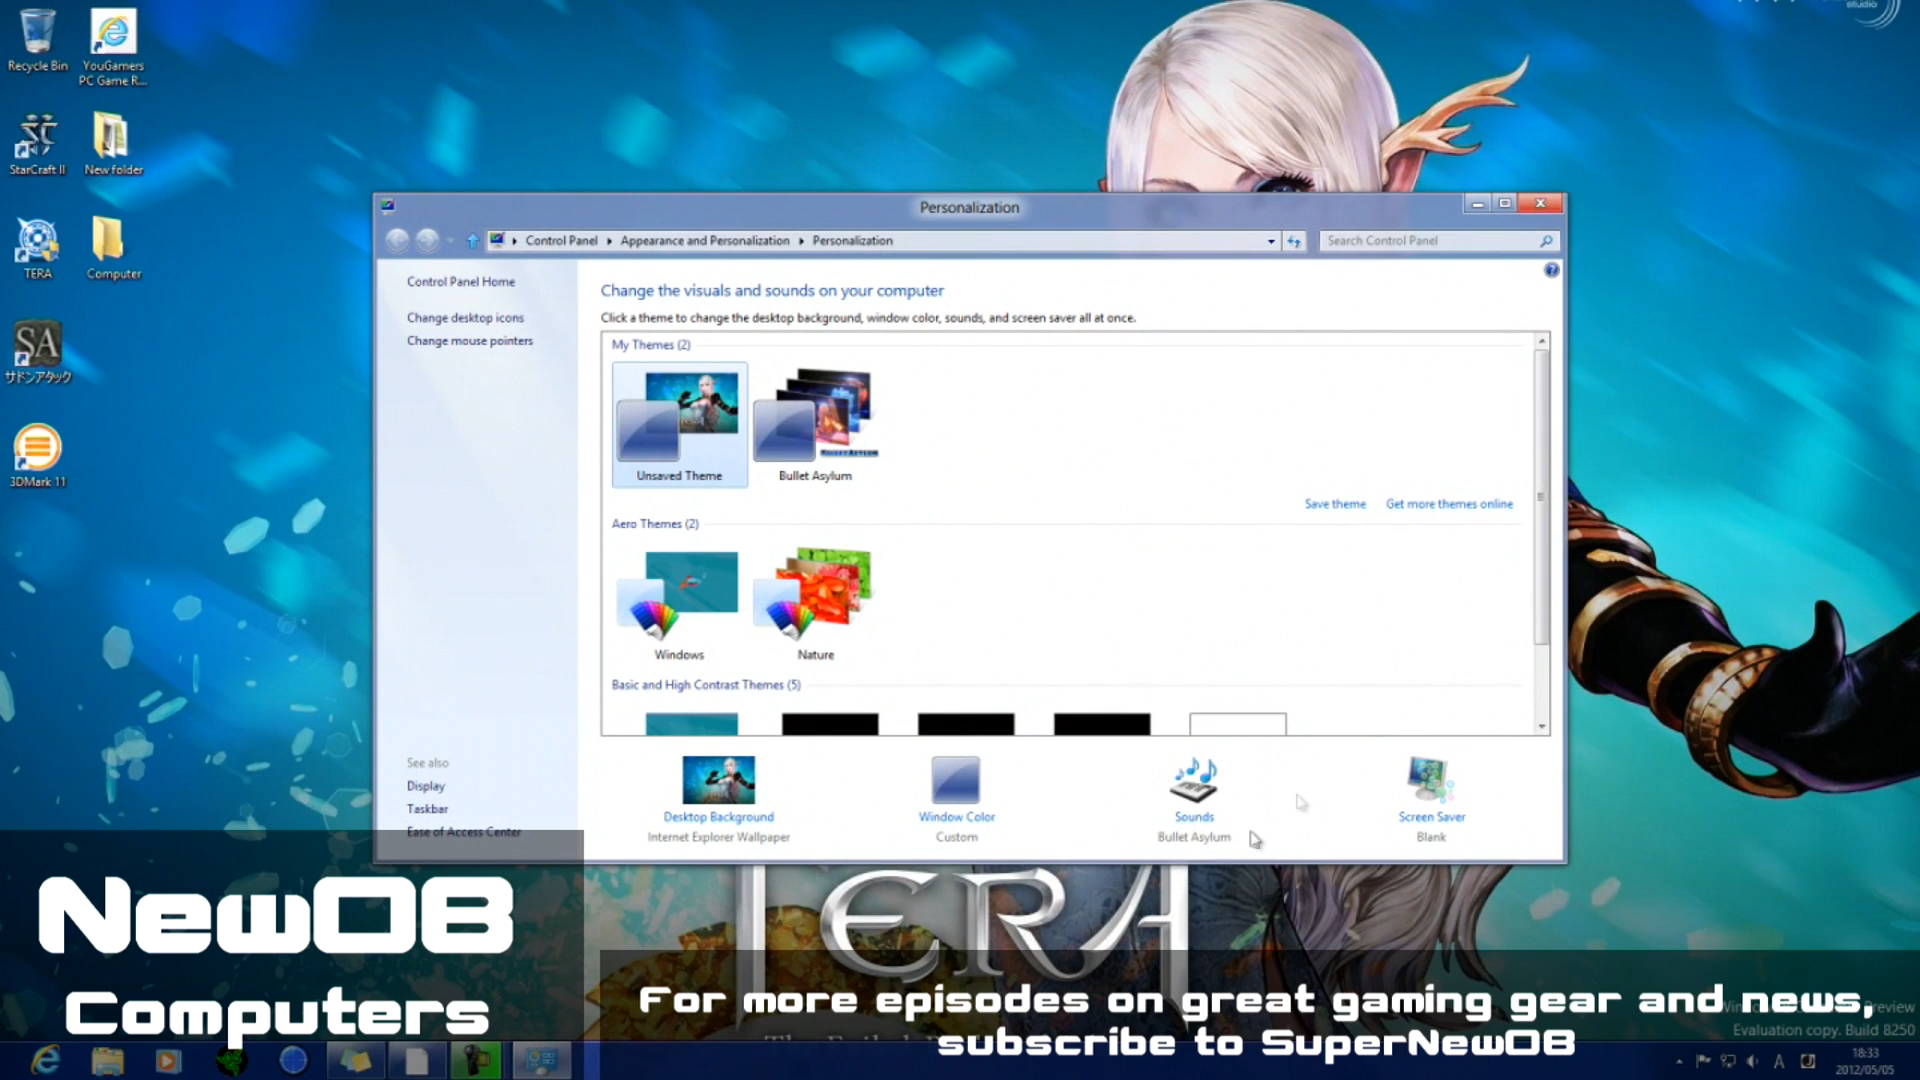 studio
Recycle Bin
YouGamers
PC Game R...
StarCraft II
New folder
TERA
Computer
SA
サドンアタック
3DMark 11
Personalization
Control Panel
Appearance and Personalization
Personalization
Search Control Panel
Control Panel Home
Change desktop icons
Change mouse pointers
Change the visuals and sounds on your computer
Click a theme to change the desktop background, window color, sounds, and screen saver all at once.
My Themes (2)
Unsaved Theme
Bullet Asylum
Save theme
Get more themes online
Aero Themes (2)
Windows
Nature
Basic and High Contrast Themes (5)
See also
Display
Taskbar
Ease of Access Center
Desktop Background
Internet Explorer Wallpaper
Window Color
Custom
Sounds
Bullet Asylum
Screen Saver
Blank
TERA
NewOB
Computers
For more episodes on great gaming gear and news,
subscribe to SuperNewOB
Preview
Evaluation copy. Build 8250
A
18:33
2012/05/05